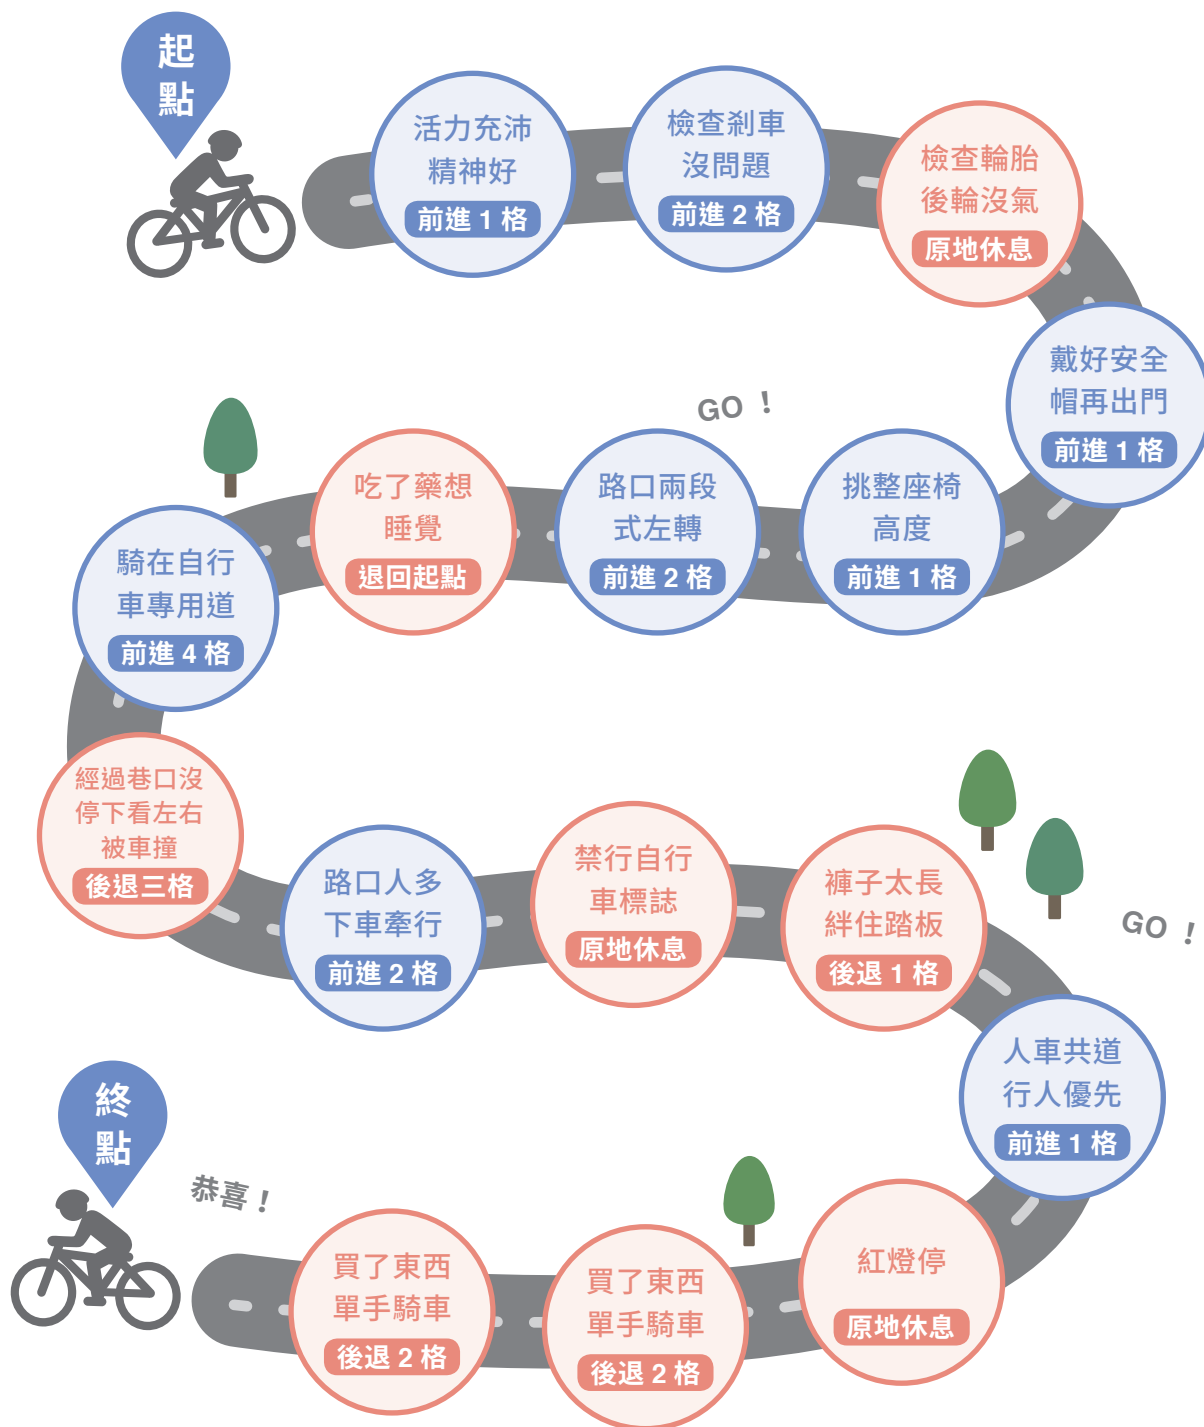 起
點
活力充沛
精神好
前進 1 格
檢查剎車
沒問題
前進 2 格
檢查輪胎
後輪沒氣
原地休息
戴好安全
帽再出門
前進 1 格
GO！
挑整座椅
高度
前進 1 格
路口兩段
式左轉
前進 2 格
吃了藥想
睡覺
退回起點
騎在自行
車專用道
前進 4 格
經過巷口沒
停下看左右
被車撞
後退三格
路口人多
下車牽行
前進 2 格
禁行自行
車標誌
原地休息
褲子太長
絆住踏板
後退 1 格
GO！
人車共道
行人優先
前進 1 格
紅燈停
原地休息
買了東西
單手騎車
後退 2 格
買了東西
單手騎車
後退 2 格
恭喜！
終
點